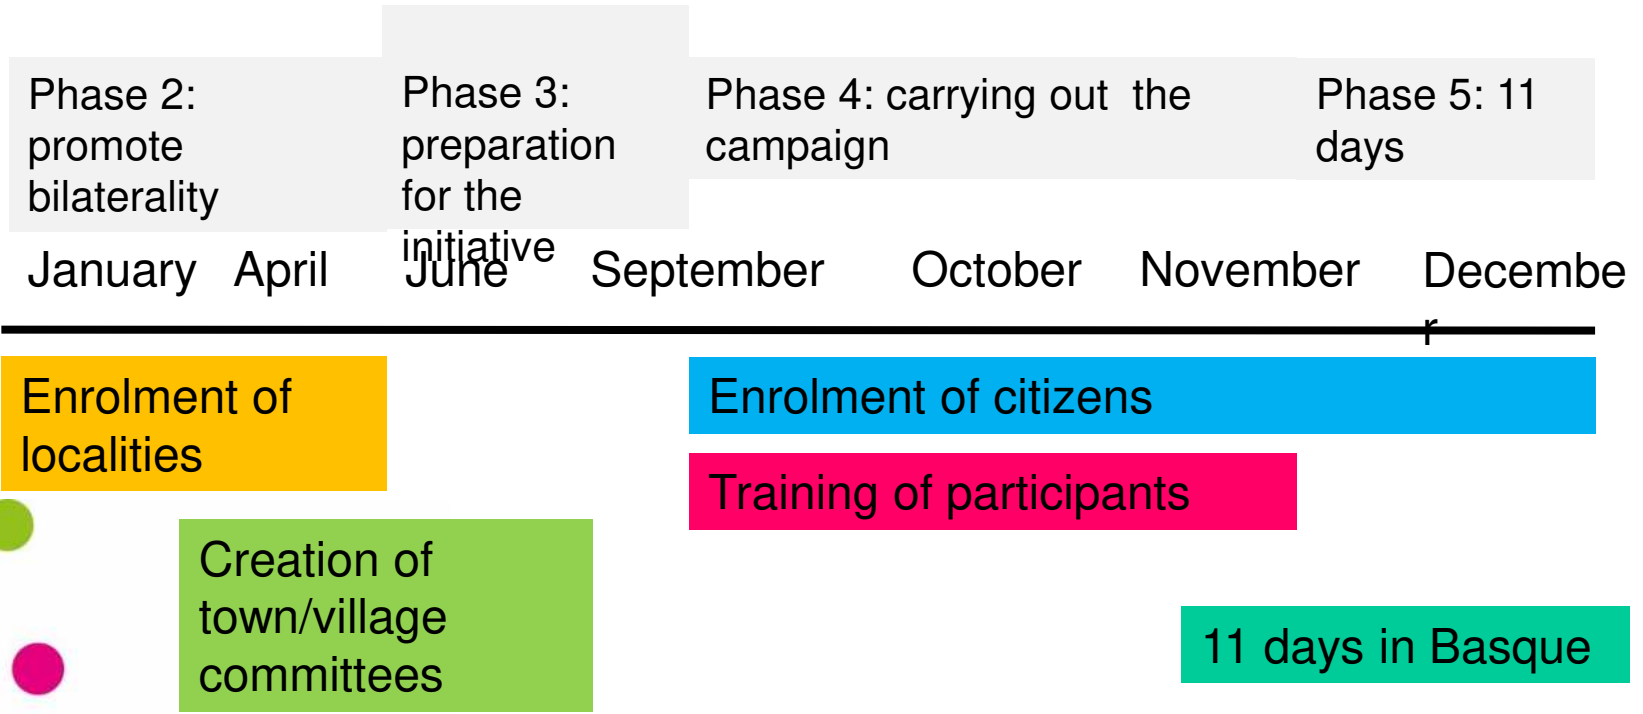 Phase 2:
promote
bilaterality
Phase 3:
preparation
for the
initiative
Phase 4: carrying out the
campaign
Phase 5: 11
days
January April June September October November Decembe
r
Enrolment of
localities
Enrolment of citizens
Training of participants
Creation of
town/village
committees
11 days in Basque